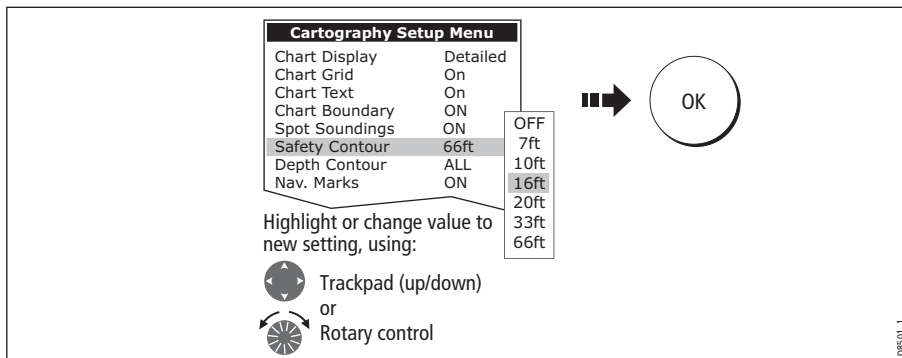 Cartography Setup Menu
Chart Display Detailed
Chart Grid On
Chart Text On
Chart Boundary ON
Spot Soundings ON
Safety Contour 66ft
Depth Contour ALL
Nav. Marks ON
OFF
7ft
10ft
16ft
20ft
33ft
66ft
OK
Highlight or change value to
new setting, using:
Trackpad (up/down)
or
Rotary control
D8501_1